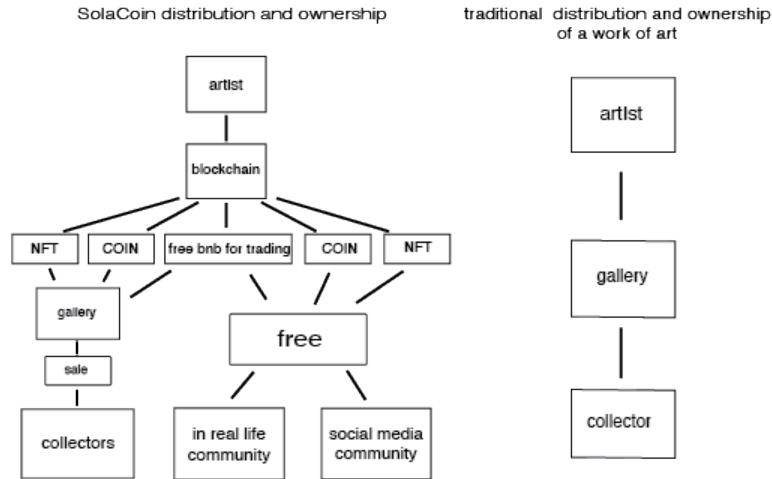 SolaCoin distribution and ownership
traditional distribution and ownership
of a work of art
artist
blockchain
NFT
COIN
free bnb for trading
COIN
NFT
gallery
free
sale
collectors
in real life
community
social media
community
artist
gallery
collector